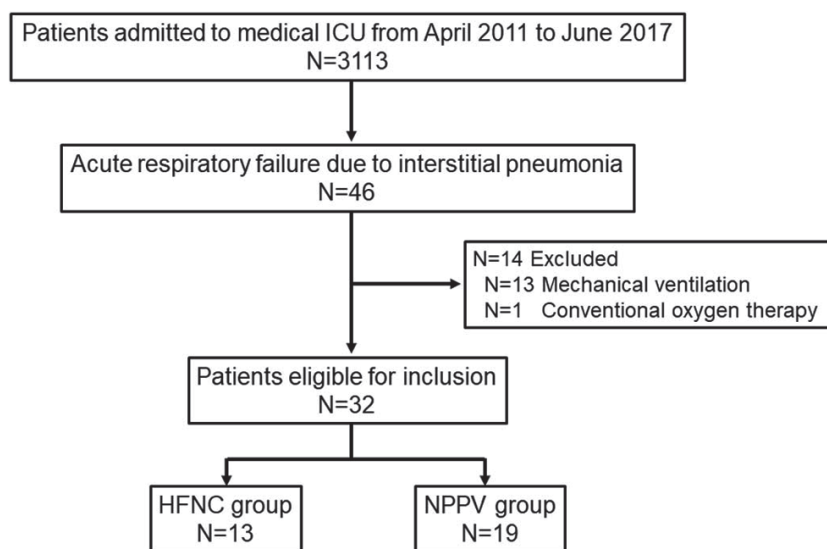 Patients admitted to medical ICU from April 2011 to June 2017
N=3113
Acute respiratory failure due to interstitial pneumonia
N=46
N=14 Excluded
N=13 Mechanical ventilation
N=1 Conventional oxygen therapy
Patients eligible for inclusion
N=32
HFNC group
N=13
NPPV group
N=19